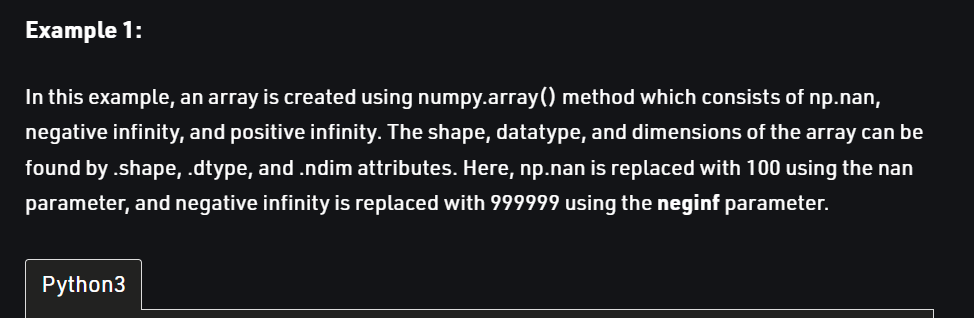 Example 1:
In this example, an array is created using numpy.array() method which consists of np.nan,
negative infinity, and positive infinity. The shape, datatype, and dimensions of the array can be
found by .shape, .dtype, and .ndim attributes. Here, np.nan is replaced with 100 using the nan
parameter, and negative infinity is replaced with 999999 using the neginf parameter.
Python3